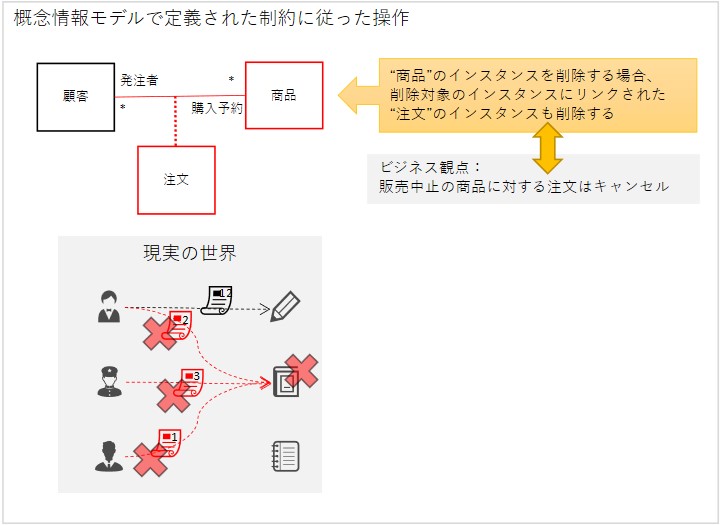 概念情報モデルで定義された制約に従った操作
顧客
発注者
*
*
購入予約
商品
注文
“商品”のインスタンスを削除する場合、
削除対象のインスタンスにリンクされた
“注文”のインスタンスも削除する
ビジネス観点：
販売中止の商品に対する注文はキャンセル
現実の世界
12
2
3
1